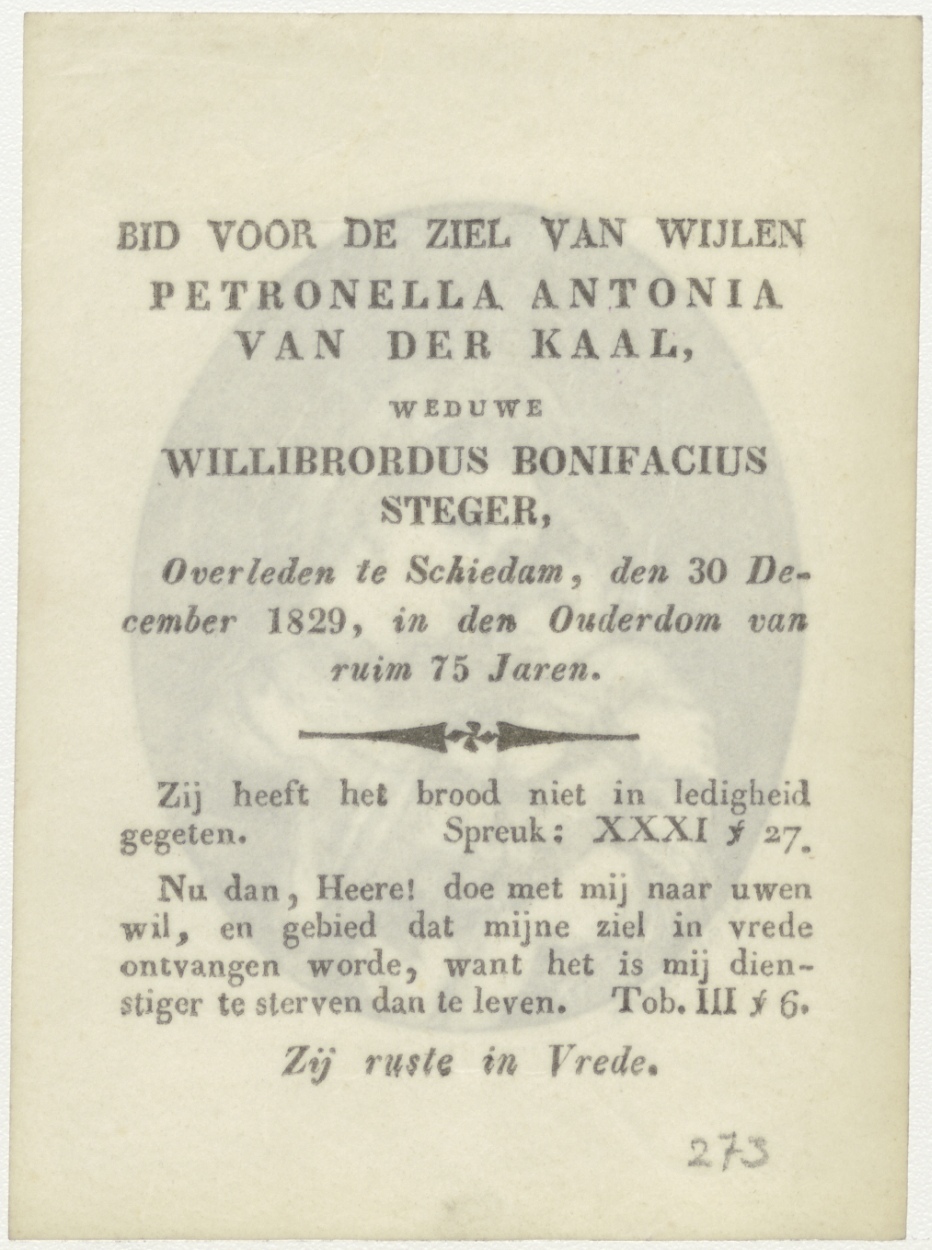 BID VOOR DE ZIEL VAN WIJLEN
PETRONELLA ANTONIA
VAN DER KAAL,
WEDUWE
WILLIBRORDUS BONIFACIUS
STEGER,
Overleden te Schiedam, den 30 De-
cember 1829, in den Ouderdom van
ruim 75 Jaren.
Zij heeft het brood niet in ledigheid
gegeten. Spreuk: XXXI ℣ 27.
Nu dan, Heere! doe met mij naar uwen
wil, en gebied dat mijne ziel in vrede
ontvangen worde, want het is mij dien-
stiger te sterven dan te leven. Tob. III ℣ 6.
Zij ruste in Vrede.
273